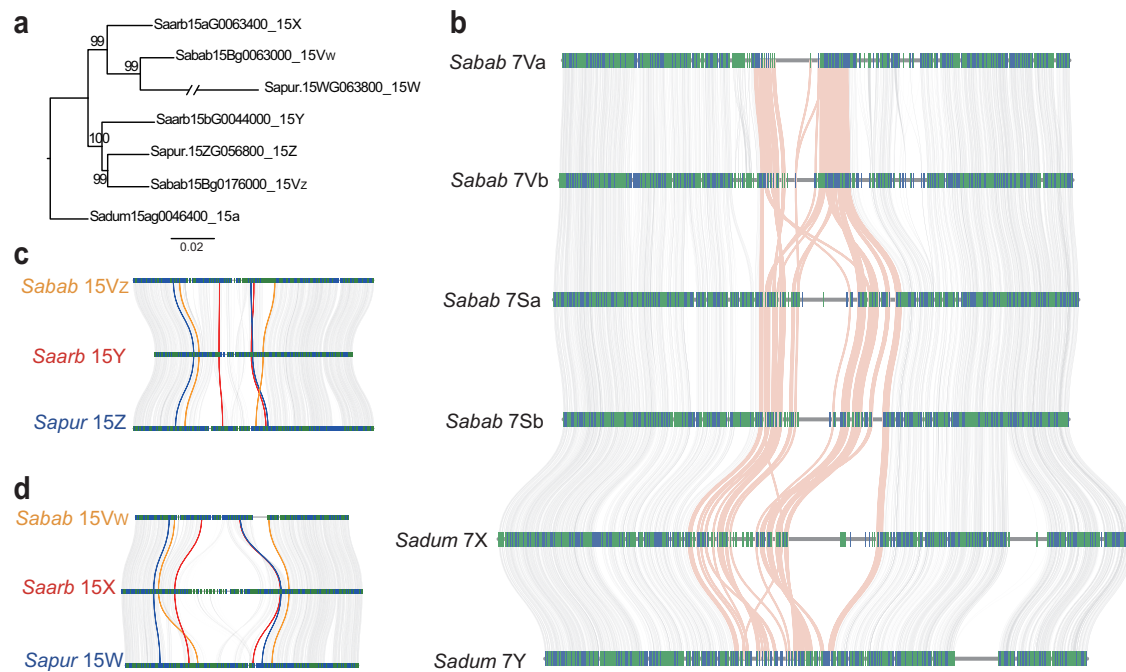 a
Saarb15aG0063400_15X
99
Sabab15Bg0063000_15Vw
99
Sapur.15WG063800_15W
Saarb15bG0044000_15Y
100
Sapur.15ZG056800_15Z
99
Sabab15Bg0176000_15Vz
Sadum15ag0046400_15a
0.02
b
Sabab 7Va
Sabab 7Vb
Sabab 7Sa
Sabab 7Sb
Sadum 7X
Sadum 7Y
c
Sabab 15Vz
Saarb 15Y
Sapur 15Z
d
Sabab 15Vw
Saarb 15X
Sapur 15W